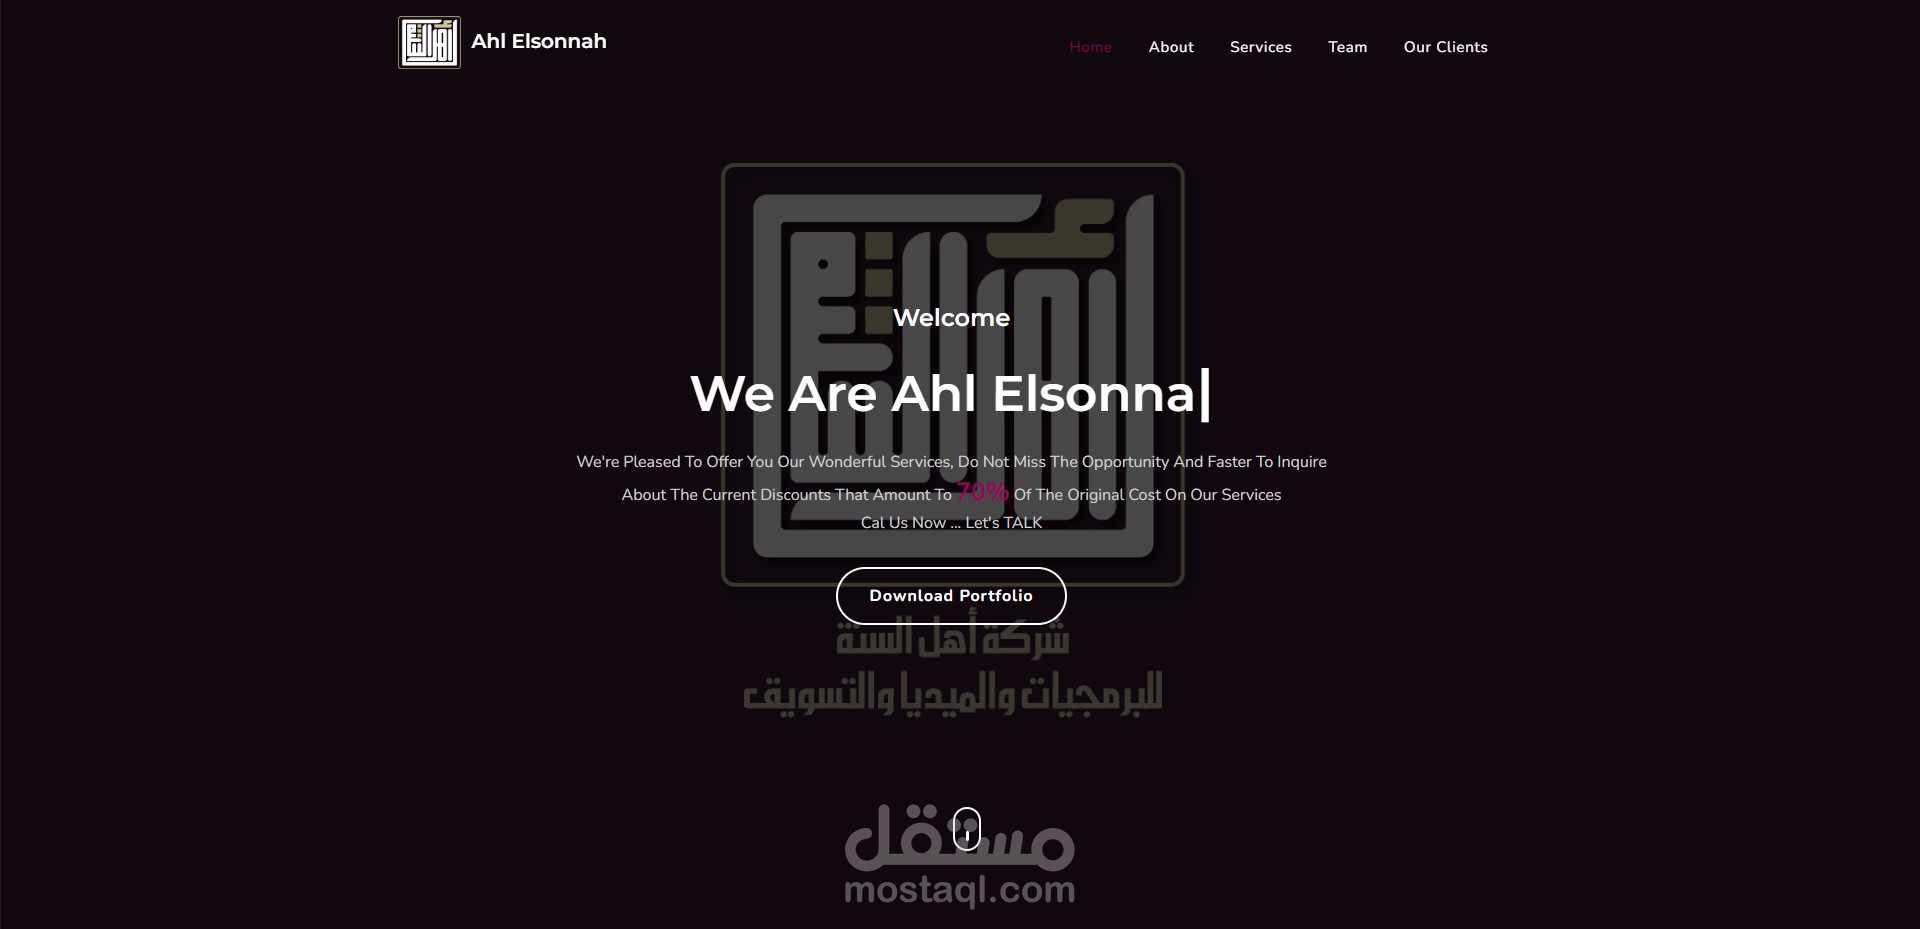 Ahl Elsonnah
Home
About
Services
Team
Our Clients
Welcome
We Are Ahl Elsonna|
We're Pleased To Offer You Our Wonderful Services, Do Not Miss The Opportunity And Faster To Inquire
About The Current Discounts That Amount To 70% Of The Original Cost On Our Services
Cal Us Now ... Let's TALK
Download Portfolio
شركة أهل السنة
للبرمجيات والميديا والتسويق
مستقل
mostaql.com